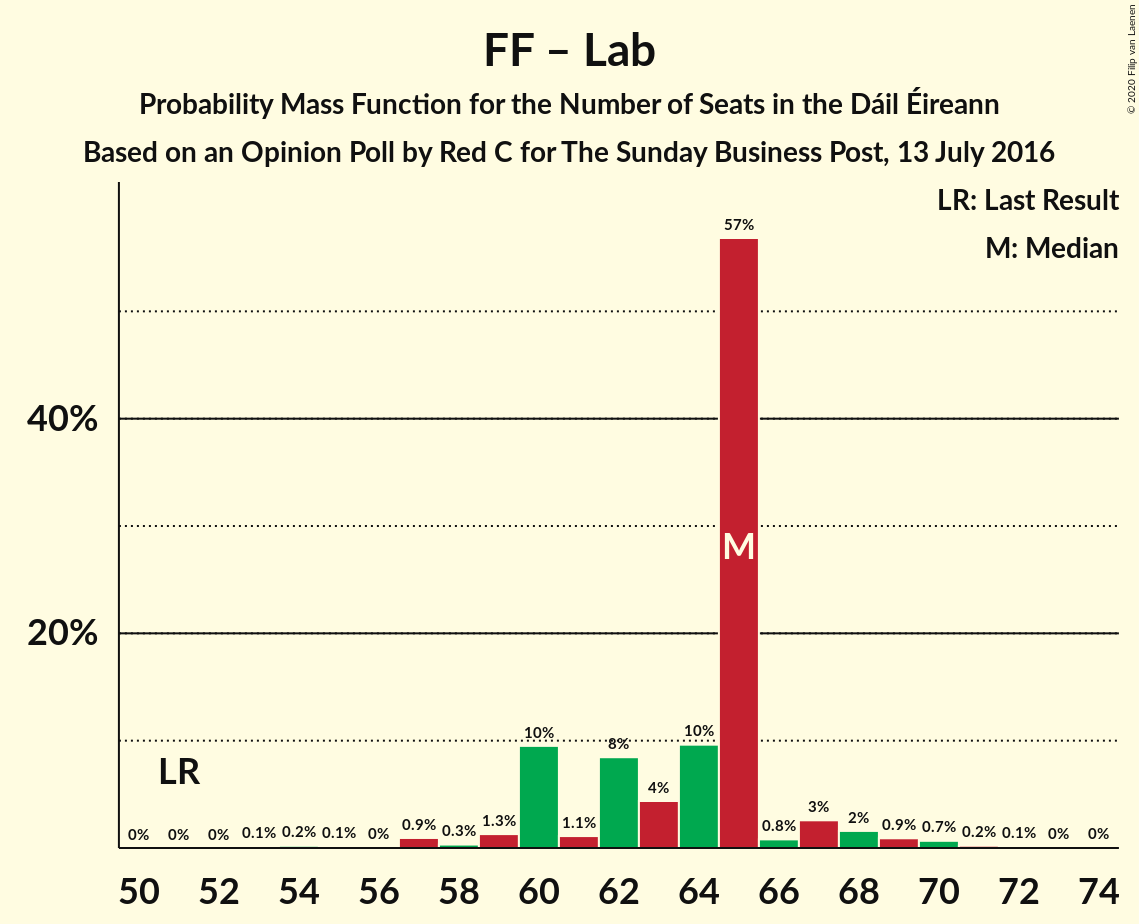 FF – Lab
Probability Mass Function for the Number of Seats in the Dáil Éireann
Based on an Opinion Poll by Red C for The Sunday Business Post, 13 July 2016
© 2020 Filip van Laenen
LR: Last Result
M: Median
57%
40%
M
20%
10% 8% 10%
LR
4%
0% 0% 0% 0.1% 0.2% 0.1% 0% 0.9% 0.3% 1.3% 1.1% 0.8% 3% 2% 0.9% 0.7% 0.2% 0.1% 0% 0%
50 52 54 56 58 60 62 64 66 68 70 72 74